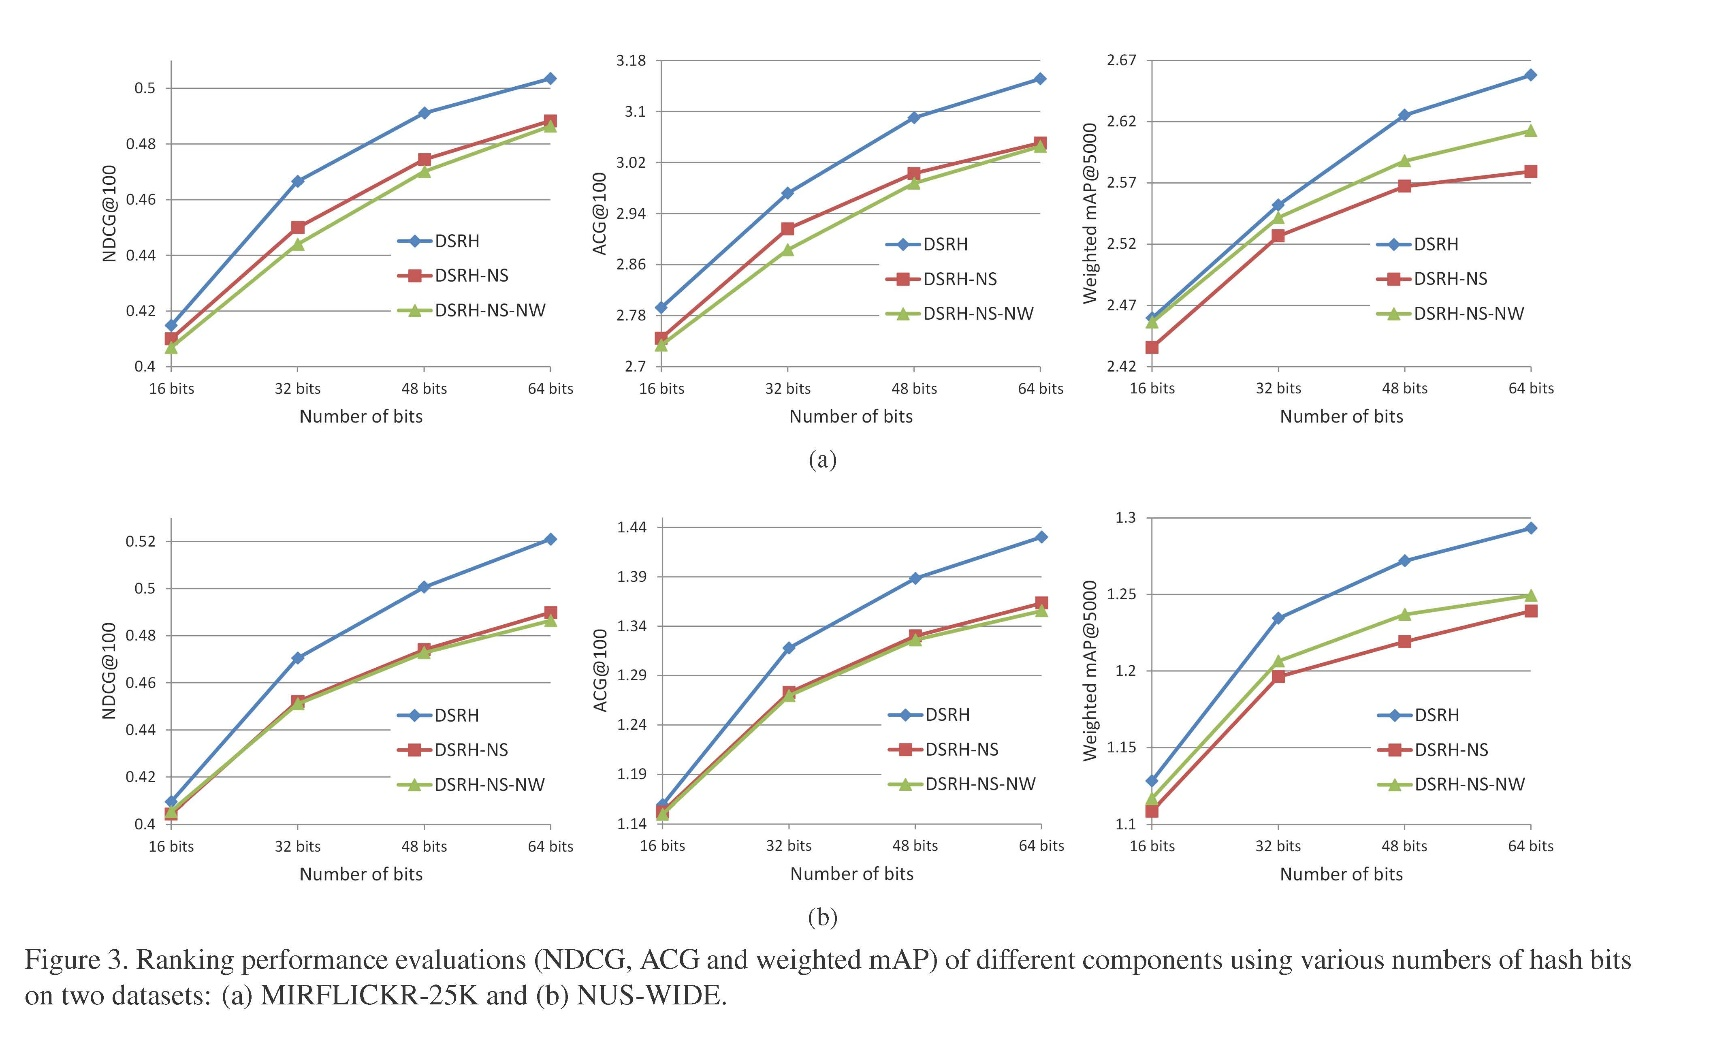 0.5
0.48
0.46
0.44
0.42
0.4
NDCG@100
DSRH
DSRH-NS
DSRH-NS-NW
16 bits 32 bits 48 bits 64 bits
Number of bits
3.18
3.1
3.02
2.94
2.86
2.78
2.7
ACG@100
DSRH
DSRH-NS
DSRH-NS-NW
16 bits 32 bits 48 bits 64 bits
Number of bits
2.67
2.62
2.57
2.52
2.47
2.42
Weighted mAP@5000
DSRH
DSRH-NS
DSRH-NS-NW
16 bits 32 bits 48 bits 64 bits
Number of bits
(a)
0.52
0.5
0.48
0.46
0.44
0.42
0.4
NDCG@100
DSRH
DSRH-NS
DSRH-NS-NW
16 bits 32 bits 48 bits 64 bits
Number of bits
1.44
1.39
1.34
1.29
1.24
1.19
1.14
ACG@100
DSRH
DSRH-NS
DSRH-NS-NW
16 bits 32 bits 48 bits 64 bits
Number of bits
1.3
1.25
1.2
1.15
1.1
Weighted mAP@5000
DSRH
DSRH-NS
DSRH-NS-NW
16 bits 32 bits 48 bits 64 bits
Number of bits
(b)
Figure 3. Ranking performance evaluations (NDCG, ACG and weighted mAP) of different components using various numbers of hash bits
on two datasets: (a) MIRFLICKR-25K and (b) NUS-WIDE.